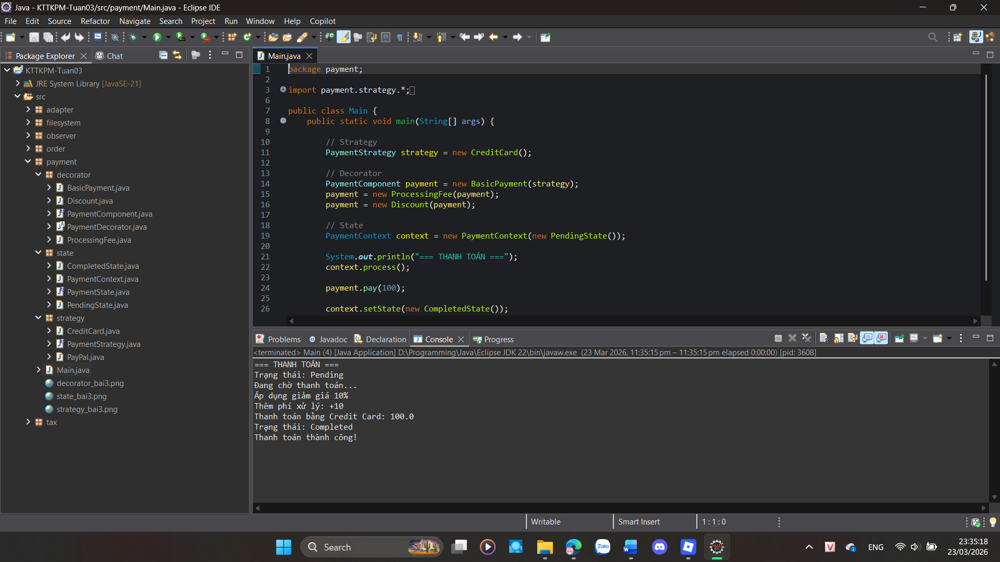 Java - KTTKPM-Tuan03/src/payment/Main.java - Eclipse IDE
File Edit Source Refactor Navigate Search Project Run Window Help Copilot
Package Explorer Chat
KTTKPM-Tuan03
JRE System Library [JavaSE-21]
src
adapter
filesystem
observer
order
payment
decorator
BasicPayment.java
Discount.java
PaymentComponent.java
PaymentDecorator.java
ProcessingFee.java
state
CompletedState.java
PaymentContext.java
PaymentState.java
PendingState.java
strategy
CreditCard.java
PaymentStrategy.java
PayPal.java
Main.java
decorator_bai3.png
state_bai3.png
strategy_bai3.png
tax
Main.java
1 package payment;
2
3 import payment.strategy.*;
6
7 public class Main {
8 public static void main(String[] args) {
9
10 // Strategy
11 PaymentStrategy strategy = new CreditCard();
12
13 // Decorator
14 PaymentComponent payment = new BasicPayment(strategy);
15 payment = new ProcessingFee(payment);
16 payment = new Discount(payment);
17
18 // State
19 PaymentContext context = new PaymentContext(new PendingState());
20
21 System.out.println("=== THANH TOÁN ===");
22 context.process();
23
24 payment.pay(100);
25
26 context.setState(new CompletedState());
Problems Javadoc Declaration Console Progress
<terminated> Main (4) [Java Application] D:\Programming\Java\Eclipse JDK 22\bin\javaw.exe (23 Mar 2026, 11:35:15 pm – 11:35:15 pm elapsed 0:00:00) [pid: 3608]
=== THANH TOÁN ===
Trạng thái: Pending
Đang chờ thanh toán...
Áp dụng giảm giá 10%
Thêm phí xử lý: +10
Thanh toán bằng Credit Card: 100.0
Trạng thái: Completed
Thanh toán thành công!
Writable Smart Insert 1 : 1 : 0
Search
Zalo
ENG
23:35:18
23/03/2026